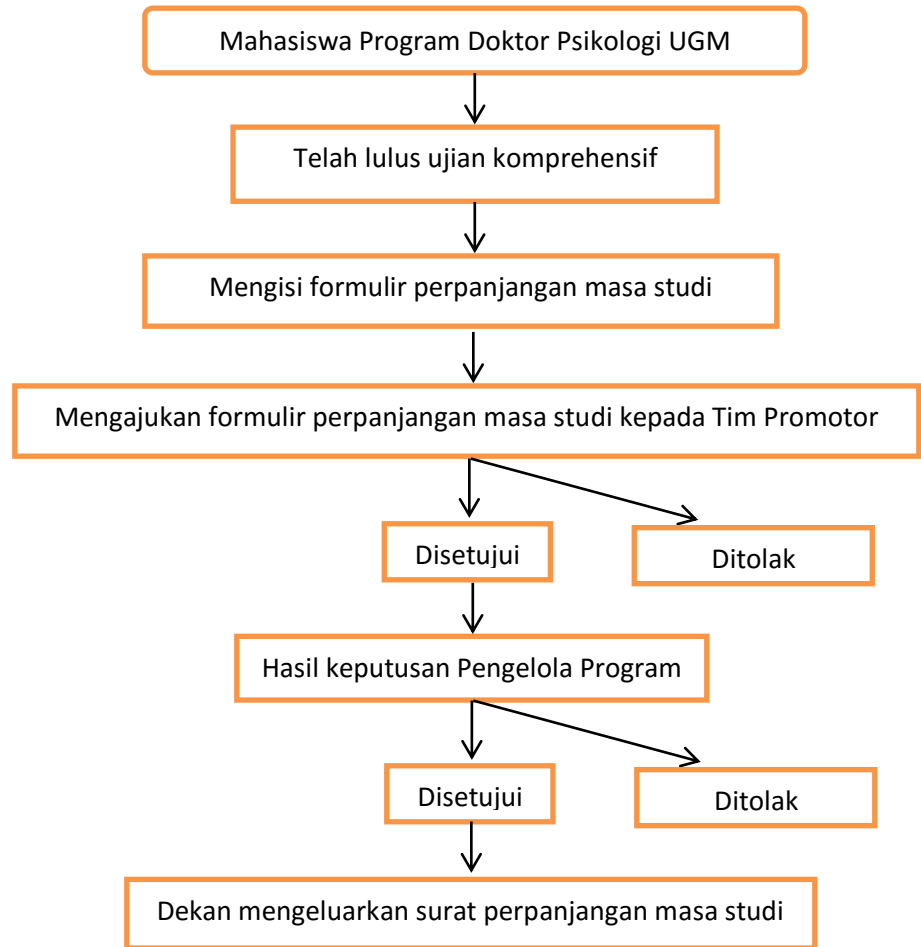 Mahasiswa Program Doktor Psikologi UGM
Telah lulus ujian komprehensif
Mengisi formulir perpanjangan masa studi
Mengajukan formulir perpanjangan masa studi kepada Tim Promotor
Disetujui
Ditolak
Hasil keputusan Pengelola Program
Disetujui
Ditolak
Dekan mengeluarkan surat perpanjangan masa studi